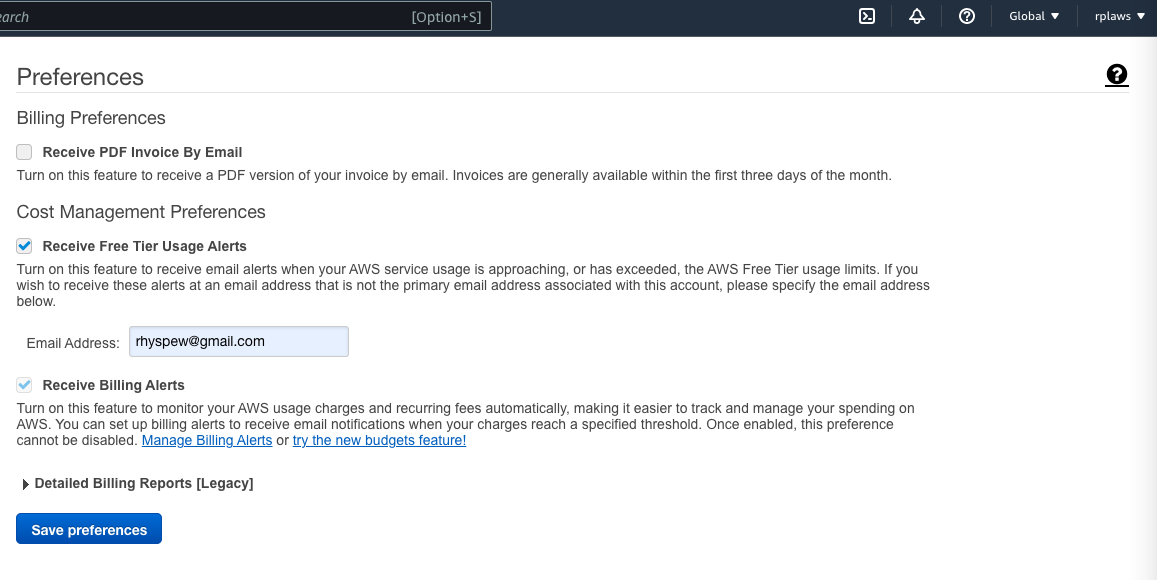 earch [Option+S] Global rplaws
Preferences
Billing Preferences
Receive PDF Invoice By Email
Turn on this feature to receive a PDF version of your invoice by email. Invoices are generally available within the first three days of the month.
Cost Management Preferences
Receive Free Tier Usage Alerts
Turn on this feature to receive email alerts when your AWS service usage is approaching, or has exceeded, the AWS Free Tier usage limits. If you
wish to receive these alerts at an email address that is not the primary email address associated with this account, please specify the email address
below.
Email Address: rhyspew@gmail.com
Receive Billing Alerts
Turn on this feature to monitor your AWS usage charges and recurring fees automatically, making it easier to track and manage your spending on
AWS. You can set up billing alerts to receive email notifications when your charges reach a specified threshold. Once enabled, this preference
cannot be disabled. Manage Billing Alerts or try the new budgets feature!
Detailed Billing Reports [Legacy]
Save preferences